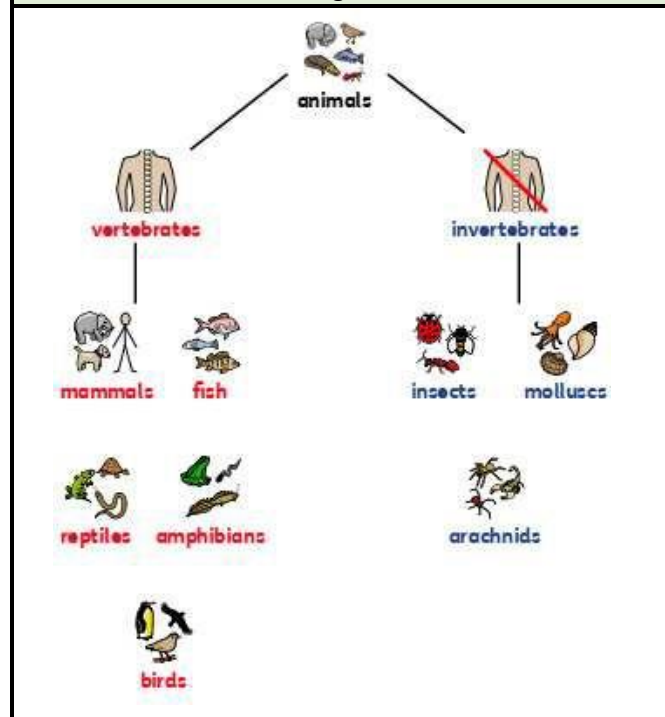 animals
vertebrates
invertebrates
mammals
fish
insects
molluscs
reptiles
amphibians
arachnids
birds